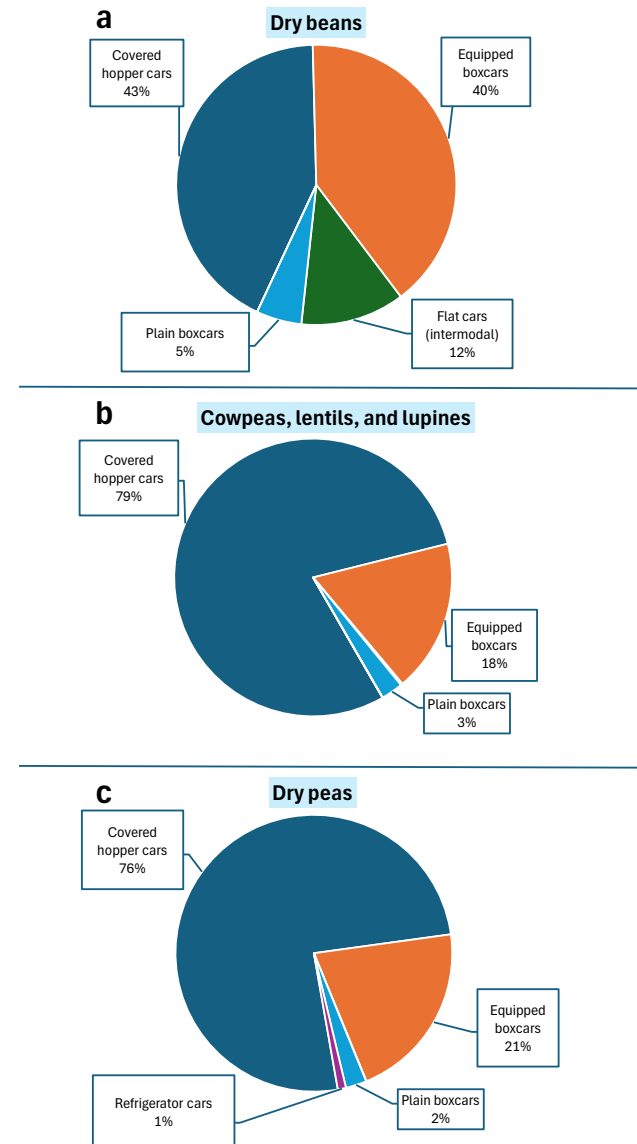 a
Dry beans
Covered
hopper cars
43%
Equipped
boxcars
40%
Plain boxcars
5%
Flat cars
(intermodal)
12%
b
Cowpeas, lentils, and lupines
Covered
hopper cars
79%
Equipped
boxcars
18%
Plain boxcars
3%
c
Dry peas
Covered
hopper cars
76%
Equipped
boxcars
21%
Refrigerator cars
1%
Plain boxcars
2%